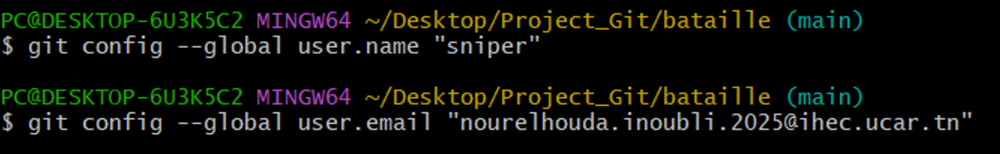 PC@DESKTOP-6U3K5C2 MINGW64 ~/Desktop/Project_Git/bataille (main)
$ git config --global user.name "sniper"
PC@DESKTOP-6U3K5C2 MINGW64 ~/Desktop/Project_Git/bataille (main)
$ git config --global user.email "nourelhouda.inoubli.2025@ihec.ucar.tn"